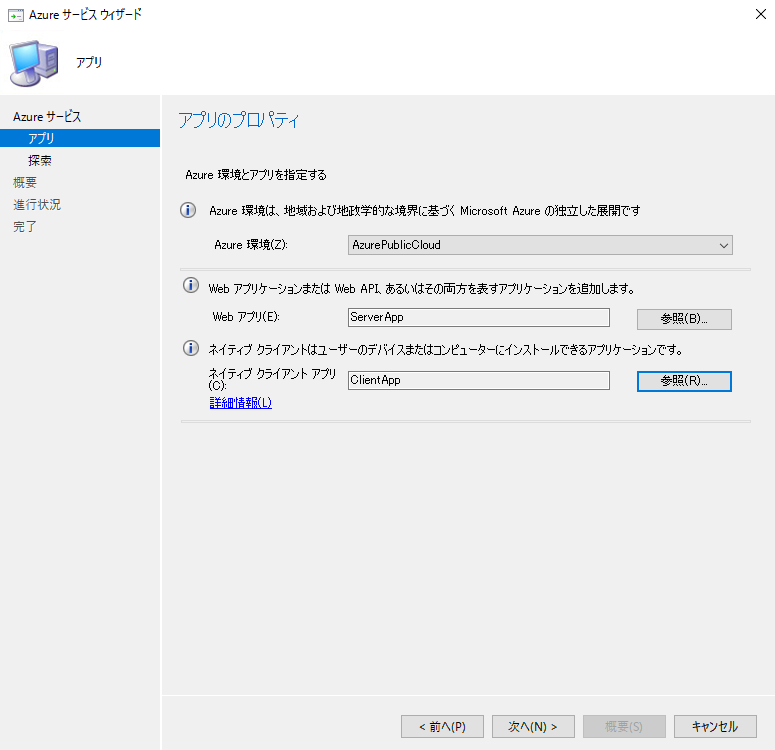 Azure サービス ウィザード
アプリ
Azure サービス
アプリ
探索
概要
進行状況
完了
アプリのプロパティ
Azure 環境とアプリを指定する
Azure 環境は、地域および地政学的な境界に基づく Microsoft Azure の独立した展開です
Azure 環境(Z):
AzurePublicCloud
Web アプリケーションまたは Web API、あるいはその両方を表すアプリケーションを追加します。
Web アプリ(E):
ServerApp
参照(B)...
ネイティブ クライアントはユーザーのデバイスまたはコンピューターにインストールできるアプリケーションです。
ネイティブ クライアント アプリ
(C):
ClientApp
参照(R)...
詳細情報(L)
< 前へ(P)
次へ(N) >
概要(S)
キャンセル